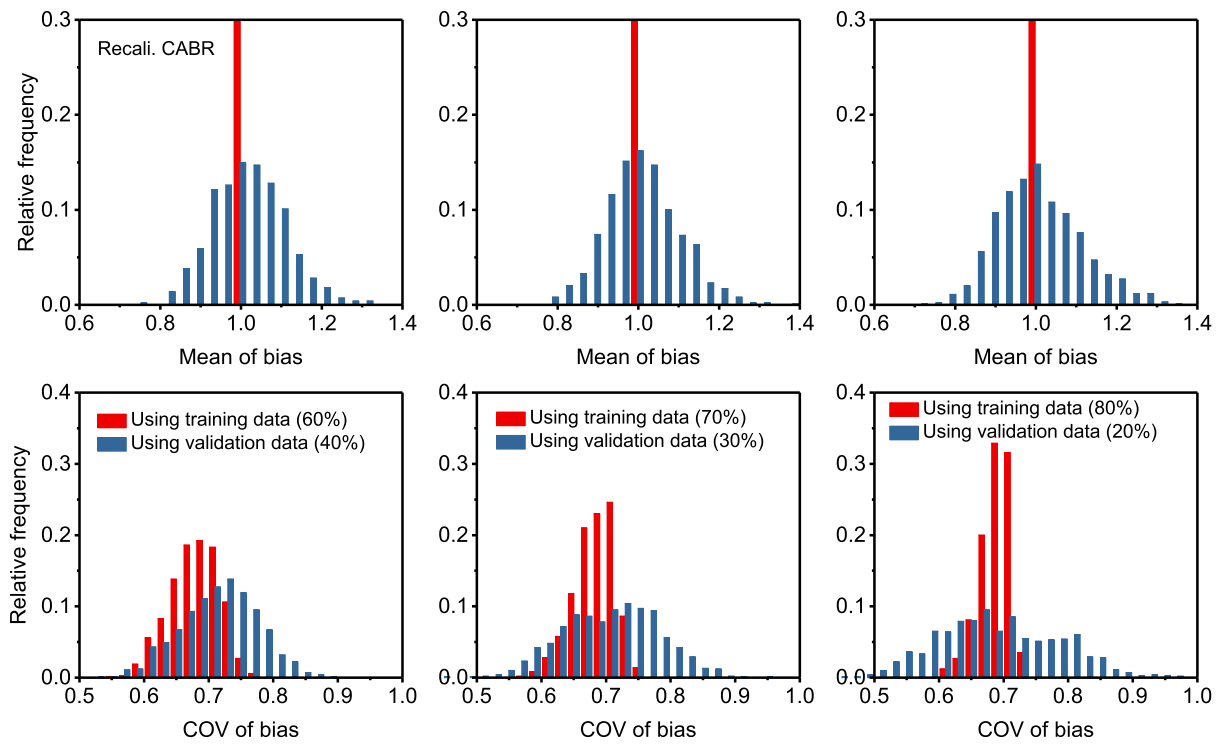 0.3 0.3 0.3
Recali. CABR
0.2 0.2 0.2
Relative frequency
0.1 0.1 0.1
0.0 0.0 0.0
0.6 0.8 1.0 1.2 1.4 0.6 0.8 1.0 1.2 1.4 0.6 0.8 1.0 1.2 1.4
Mean of bias Mean of bias Mean of bias
0.4 0.4 0.4
Using training data (60%) Using training data (70%) Using training data (80%)
Using validation data (40%) Using validation data (30%) Using validation data (20%)
0.3 0.3 0.3
Relative frequency
0.2 0.2 0.2
0.1 0.1 0.1
0.0 0.0 0.0
0.5 0.6 0.7 0.8 0.9 1.0 0.5 0.6 0.7 0.8 0.9 1.0 0.5 0.6 0.7 0.8 0.9 1.0
COV of bias COV of bias COV of bias